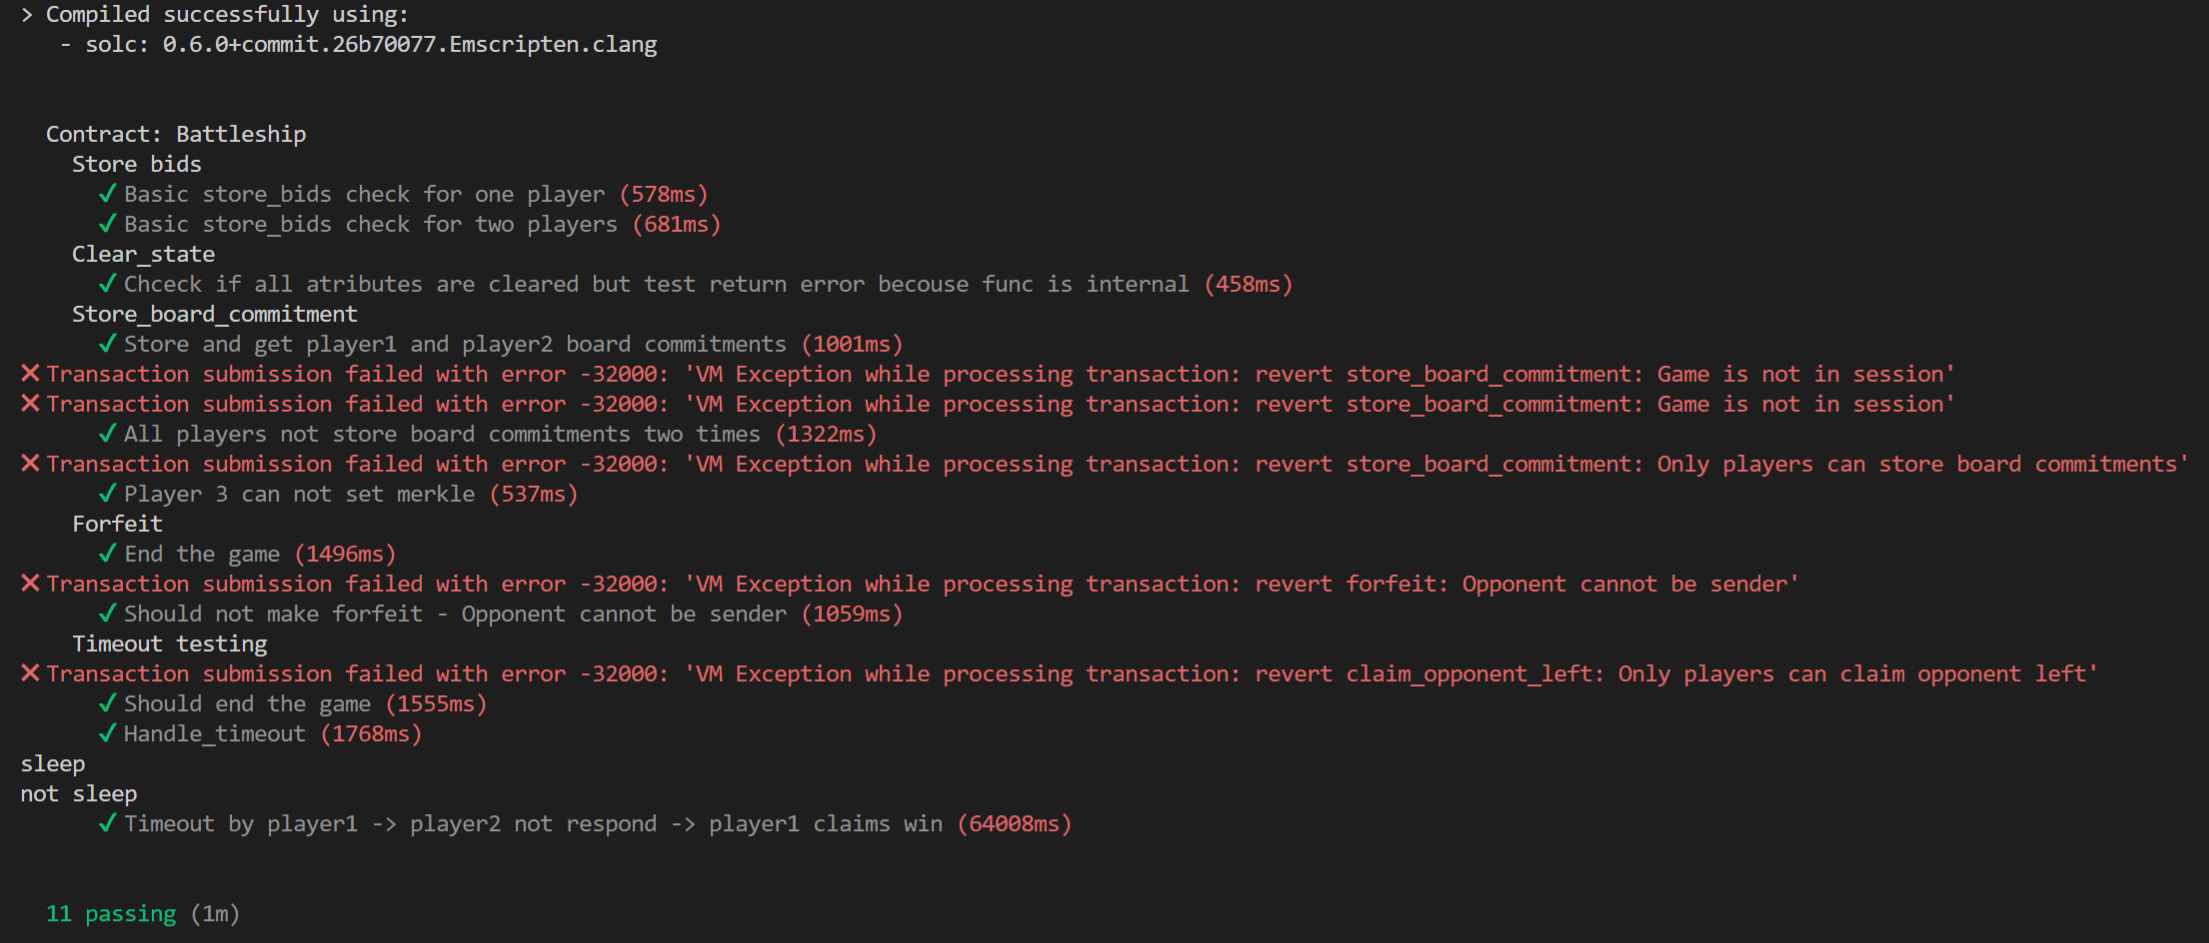 > Compiled successfully using:
- solc: 0.6.0+commit.26b70077.Emscripten.clang
Contract: Battleship
Store bids
✓ Basic store_bids check for one player (578ms)
✓ Basic store_bids check for two players (681ms)
Clear_state
✓ Chceck if all atributes are cleared but test return error becouse func is internal (458ms)
Store_board_commitment
✓ Store and get player1 and player2 board commitments (1001ms)
✕ Transaction submission failed with error -32000: 'VM Exception while processing transaction: revert store_board_commitment: Game is not in session'
✕ Transaction submission failed with error -32000: 'VM Exception while processing transaction: revert store_board_commitment: Game is not in session'
✓ All players not store board commitments two times (1322ms)
✕ Transaction submission failed with error -32000: 'VM Exception while processing transaction: revert store_board_commitment: Only players can store board commitments'
✓ Player 3 can not set merkle (537ms)
Forfeit
✓ End the game (1496ms)
✕ Transaction submission failed with error -32000: 'VM Exception while processing transaction: revert forfeit: Opponent cannot be sender'
✓ Should not make forfeit - Opponent cannot be sender (1059ms)
Timeout testing
✕ Transaction submission failed with error -32000: 'VM Exception while processing transaction: revert claim_opponent_left: Only players can claim opponent left'
✓ Should end the game (1555ms)
✓ Handle_timeout (1768ms)
sleep
not sleep
✓ Timeout by player1 -> player2 not respond -> player1 claims win (64008ms)
11 passing (1m)